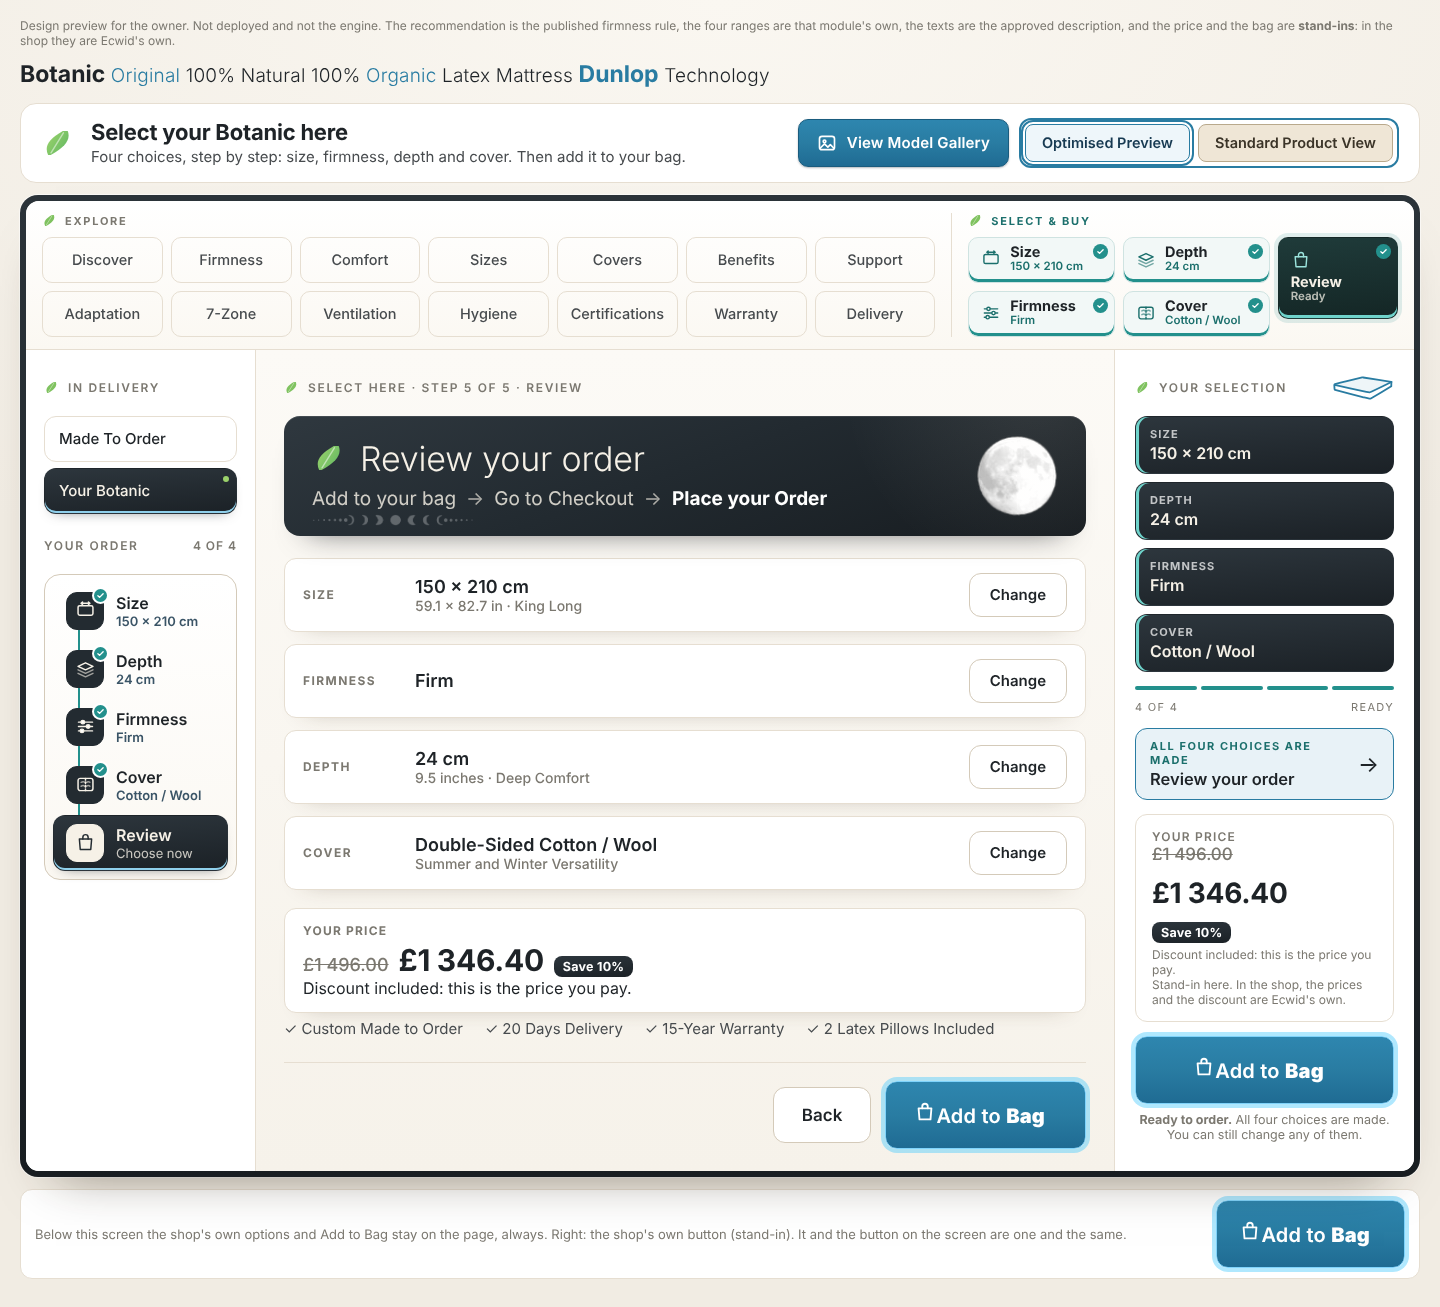 Design preview for the owner. Not deployed and not the engine. The recommendation is the published firmness rule, the four ranges are that module's own, the texts are the approved description, and the price and the bag are stand-ins: in the
shop they are Ecwid's own.
Botanic Original 100% Natural 100% Organic Latex Mattress Dunlop Technology
Select your Botanic here
Four choices, step by step: size, firmness, depth and cover. Then add it to your bag.
View Model Gallery
Optimised Preview
Standard Product View
EXPLORE
Discover
Firmness
Comfort
Sizes
Covers
Benefits
Support
Adaptation
7-Zone
Ventilation
Hygiene
Certifications
Warranty
Delivery
SELECT & BUY
Size
150 × 210 cm
Depth
24 cm
Firmness
Firm
Cover
Cotton / Wool
Review
Ready
IN DELIVERY
Made To Order
Your Botanic
YOUR ORDER
4 OF 4
Size
150 × 210 cm
Depth
24 cm
Firmness
Firm
Cover
Cotton / Wool
Review
Choose now
SELECT HERE · STEP 5 OF 5 · REVIEW
Review your order
Add to your bag → Go to Checkout → Place your Order
SIZE
150 × 210 cm
59.1 × 82.7 in · King Long
Change
FIRMNESS
Firm
Change
DEPTH
24 cm
9.5 inches · Deep Comfort
Change
COVER
Double-Sided Cotton / Wool
Summer and Winter Versatility
Change
YOUR PRICE
£1 496.00 £1 346.40 Save 10%
Discount included: this is the price you pay.
✓ Custom Made to Order ✓ 20 Days Delivery ✓ 15-Year Warranty ✓ 2 Latex Pillows Included
Back
Add to Bag
YOUR SELECTION
SIZE
150 × 210 cm
DEPTH
24 cm
FIRMNESS
Firm
COVER
Cotton / Wool
4 OF 4
READY
ALL FOUR CHOICES ARE
MADE
Review your order →
YOUR PRICE
£1 496.00
£1 346.40
Save 10%
Discount included: this is the price you
pay.
Stand-in here. In the shop, the prices
and the discount are Ecwid's own.
Add to Bag
Ready to order. All four choices are made.
You can still change any of them.
Below this screen the shop's own options and Add to Bag stay on the page, always. Right: the shop's own button (stand-in). It and the button on the screen are one and the same.
Add to Bag